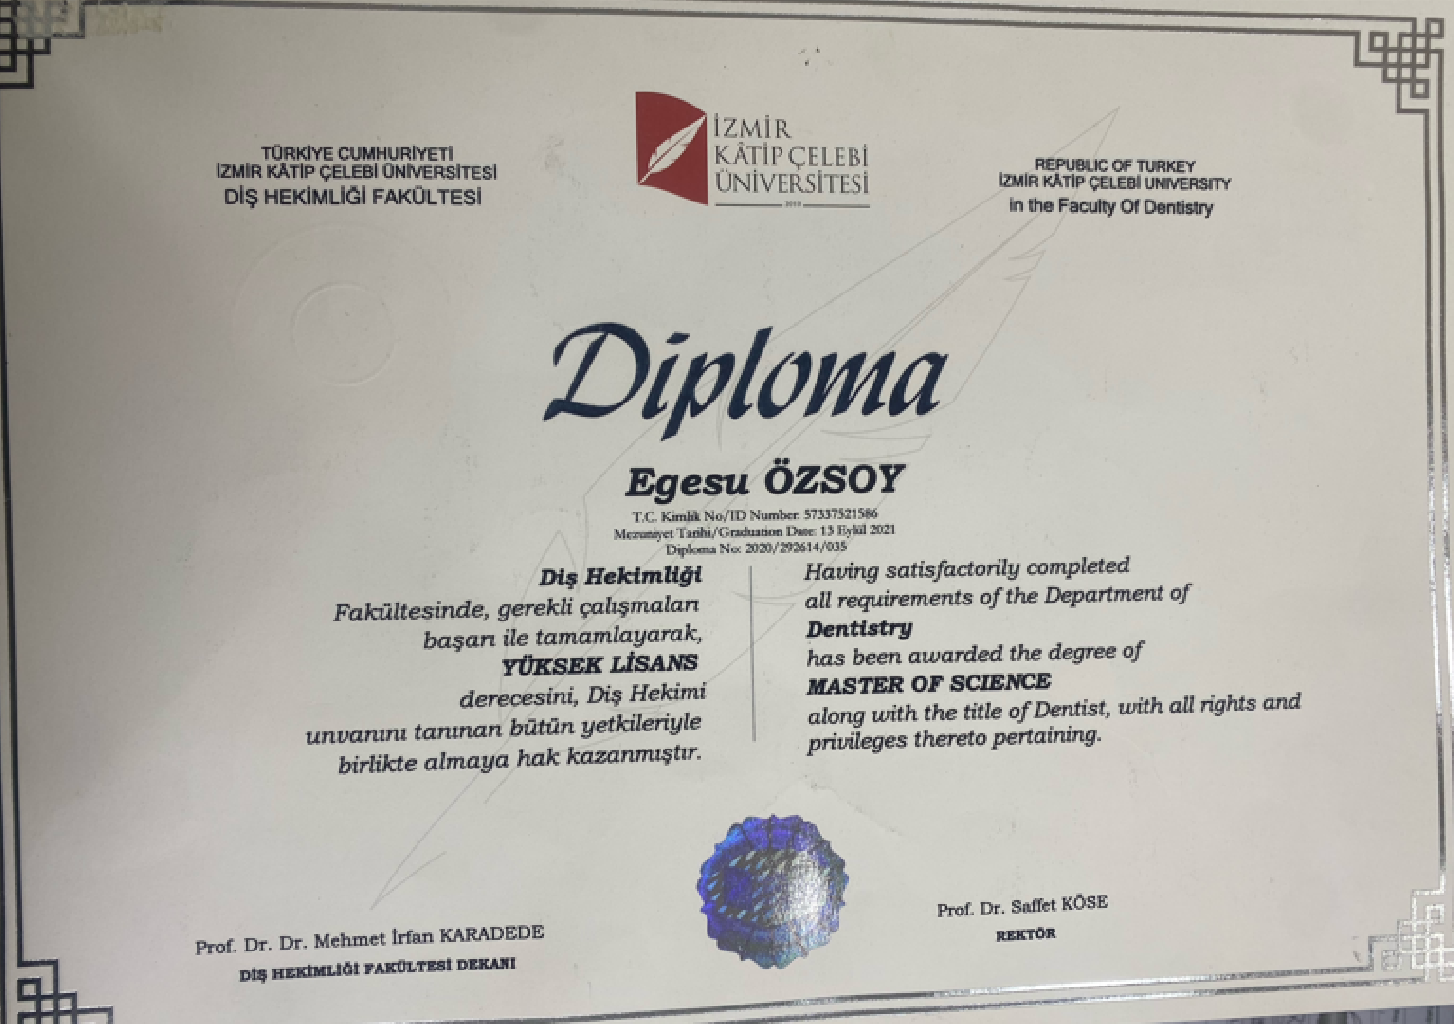 TÜRKİYE CUMHURİYETİ
İZMİR KÂTİP ÇELEBİ ÜNİVERSİTESİ
DİŞ HEKİMLİĞİ FAKÜLTESİ
İZMİR
KÂTİP ÇELEBİ
ÜNİVERSİTESİ
2010
REPUBLIC OF TURKEY
İZMİR KÂTİP ÇELEBİ UNIVERSITY
in the Faculty Of Dentistry
Diploma
Egesu ÖZSOY
T.C. Kimlik No/ID Number: 57337521586
Mezuniyet Tarihi/Graduation Date: 13 Eylül 2021
Diploma No: 2020/292614/035
Diş Hekimliği
Fakültesinde, gerekli çalışmaları
başarı ile tamamlayarak,
YÜKSEK LİSANS
derecesini, Diş Hekimi
unvanını tanınan bütün yetkileriyle
birlikte almaya hak kazanmıştır.
Having satisfactorily completed
all requirements of the Department of
Dentistry
has been awarded the degree of
MASTER OF SCIENCE
along with the title of Dentist, with all rights and
privileges thereto pertaining.
Prof. Dr. Dr. Mehmet İrfan KARADEDE
DİŞ HEKİMLİĞİ FAKÜLTESİ DEKANI
Prof. Dr. Saffet KÖSE
REKTÖR